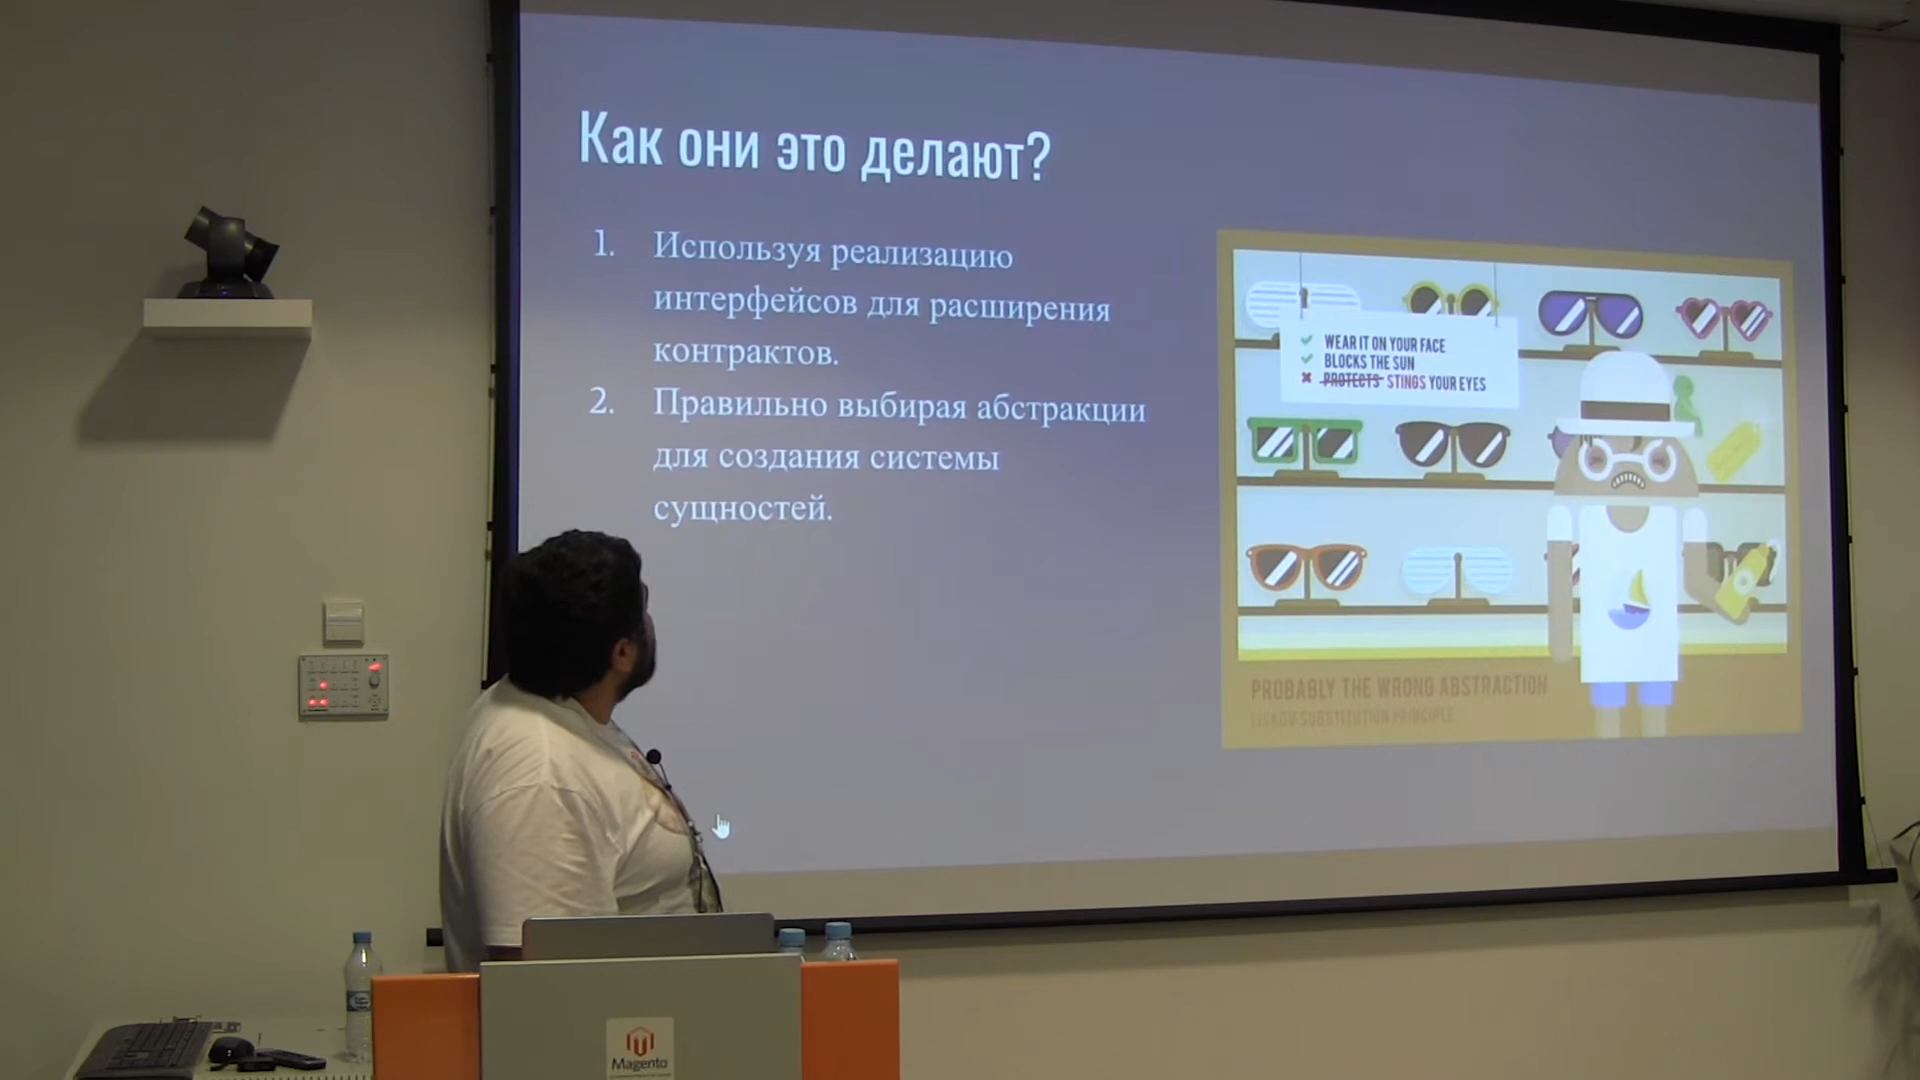 Как они это делают?
1. Используя реализацию
интерфейсов для расширения
контрактов.
2. Правильно выбирая абстракции
для создания системы
сущностей.
WEAR IT ON YOUR FACE
BLOCKS THE SUN
PROTECTS STINGS YOUR EYES
PROBABLY THE WRONG ABSTRACTION
LISKOV SUBSTITUTION PRINCIPLE
Magento